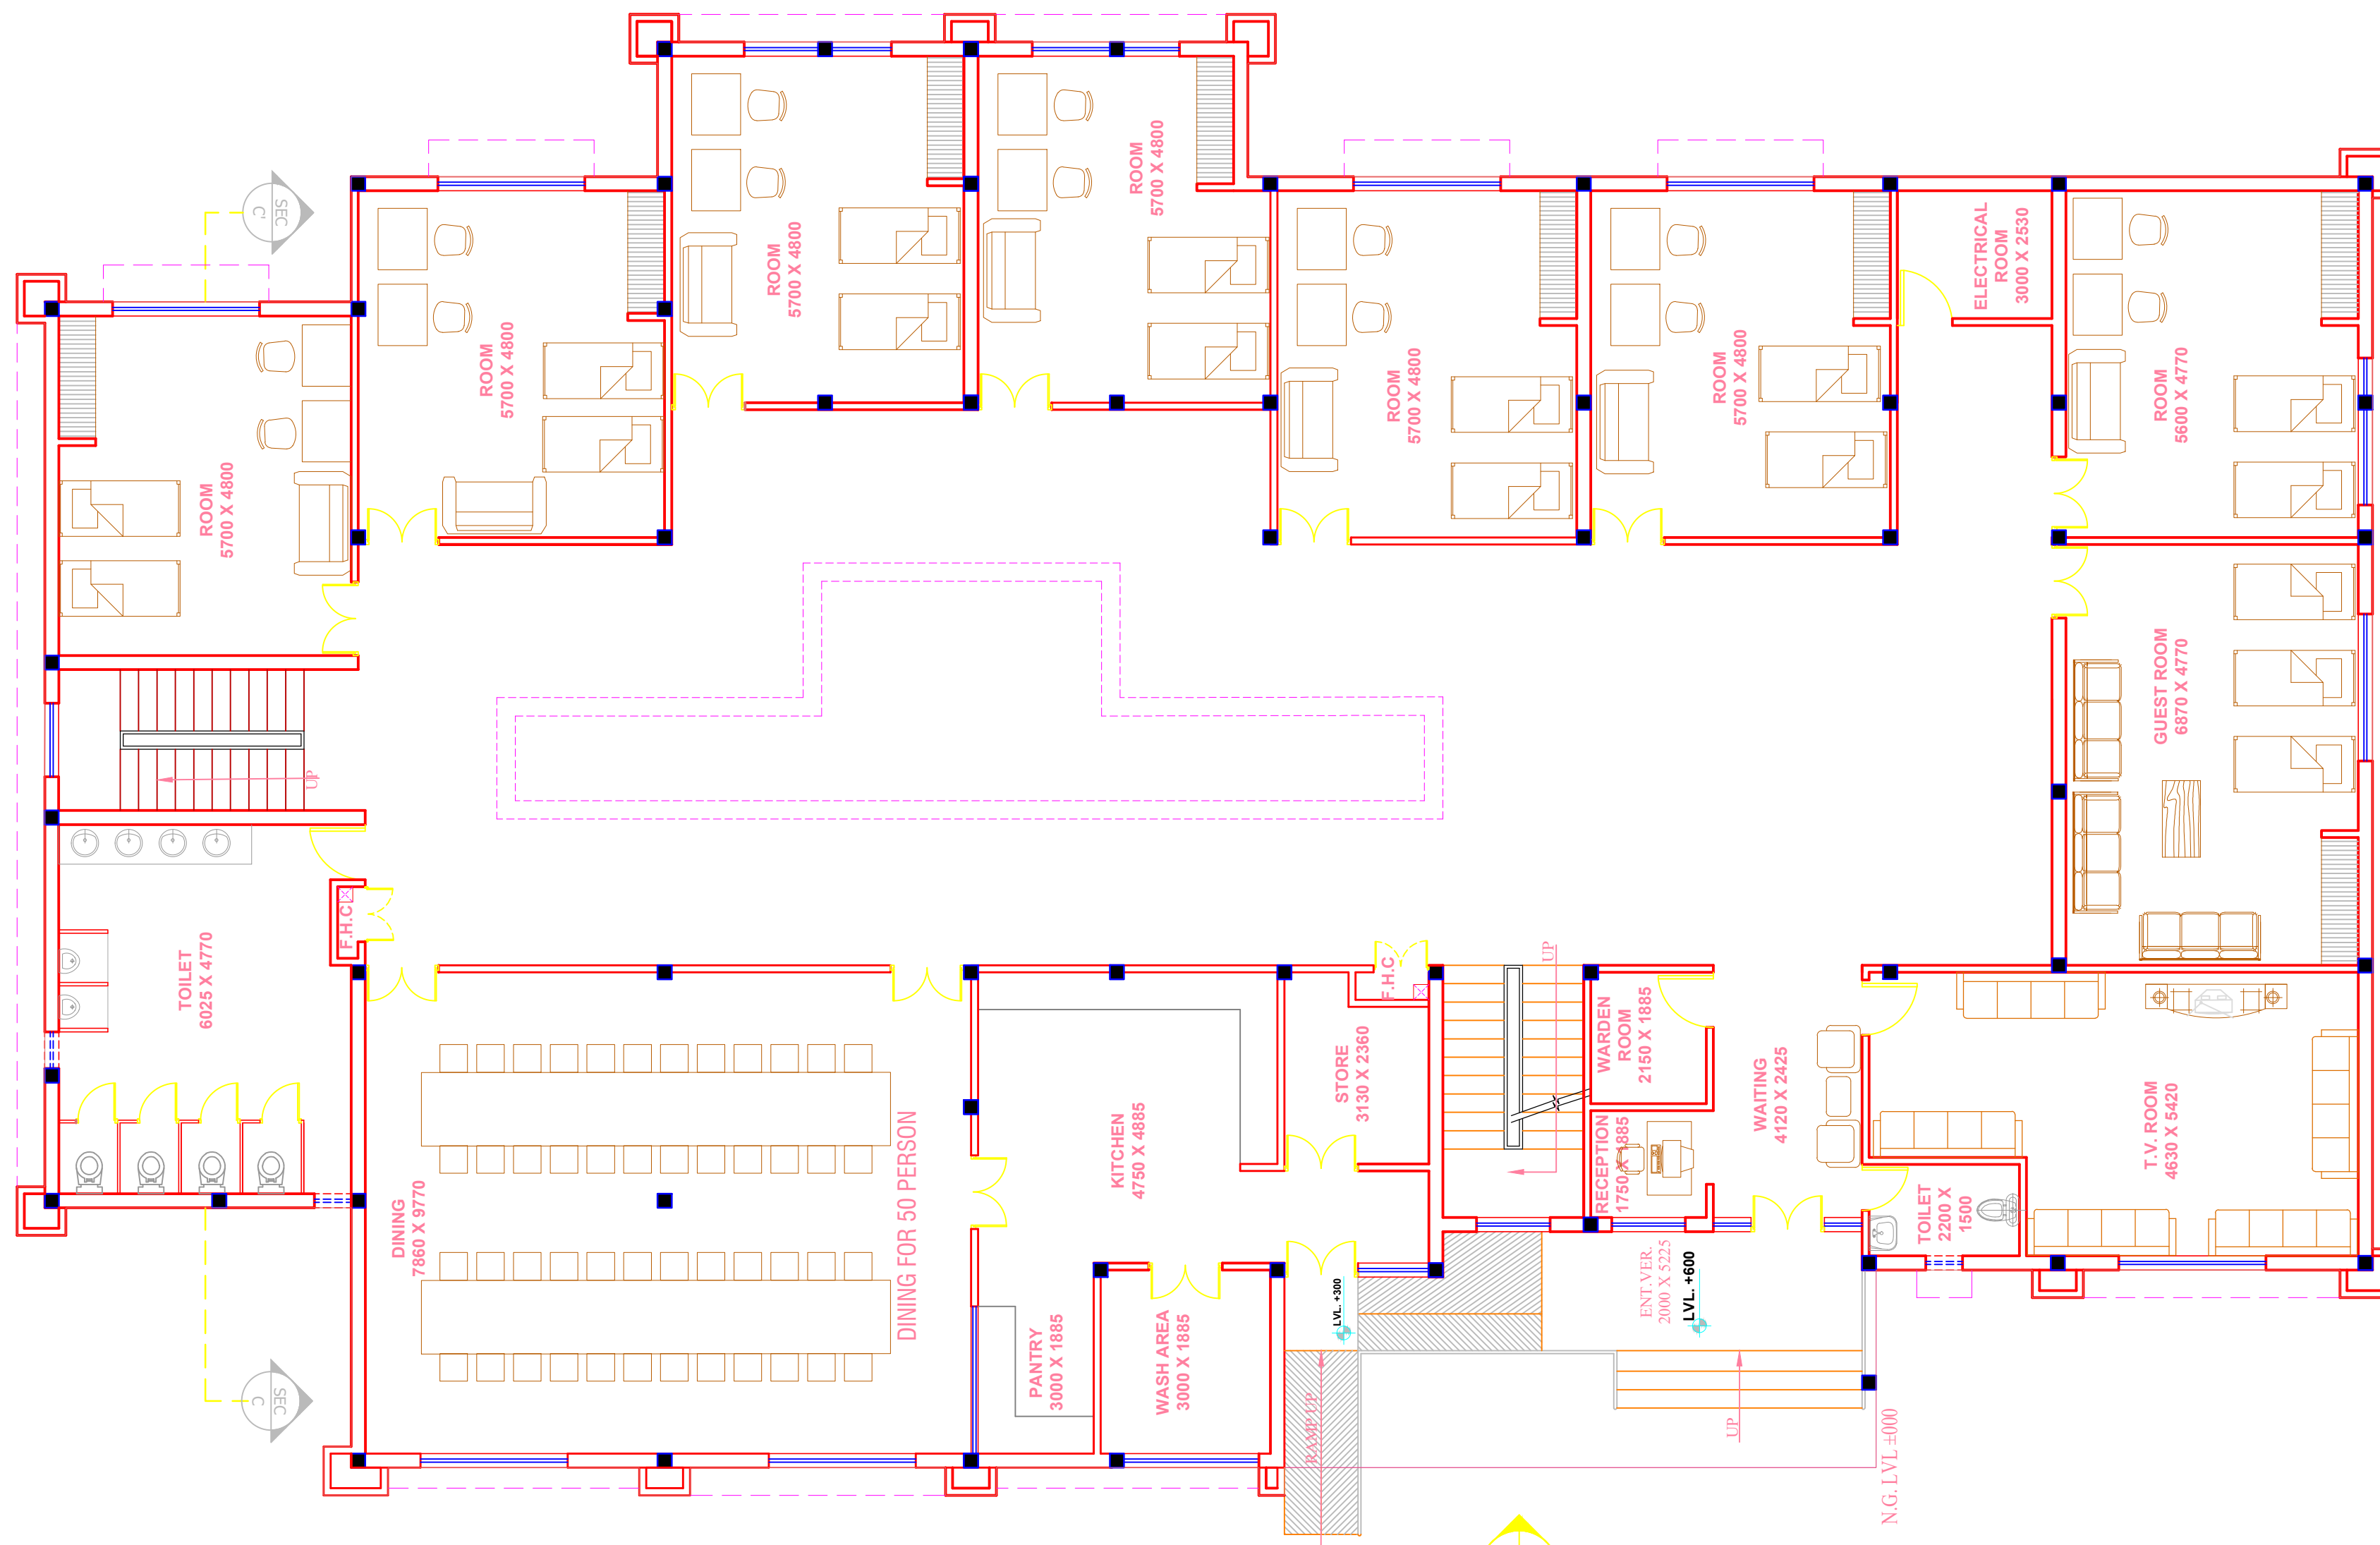 SEC
C'
ROOM
5700 X 4800
ROOM
5700 X 4800
ROOM
5700 X 4800
ROOM
5700 X 4800
ROOM
5700 X 4800
ROOM
5700 X 4800
ELECTRICAL
ROOM
3000 X 2530
ROOM
5600 X 4770
GUEST ROOM
6870 X 4770
UP
F.H.C
TOILET
6025 X 4770
DINING
7860 X 9770
DINING FOR 50 PERSON
KITCHEN
4750 X 4885
STORE
3130 X 2360
F.H.C
UP
WARDEN
ROOM
2150 X 1885
RECEPTION
1750 X 1885
WAITING
4120 X 2425
T.V. ROOM
4630 X 5420
TOILET
2200 X
1500
PANTRY
3000 X 1885
WASH AREA
3000 X 1885
LVL. +300
ENT.VER.
2000 X 5225
LVL. +600
RAMP UP
UP
N.G. LVL ±000
SEC
C